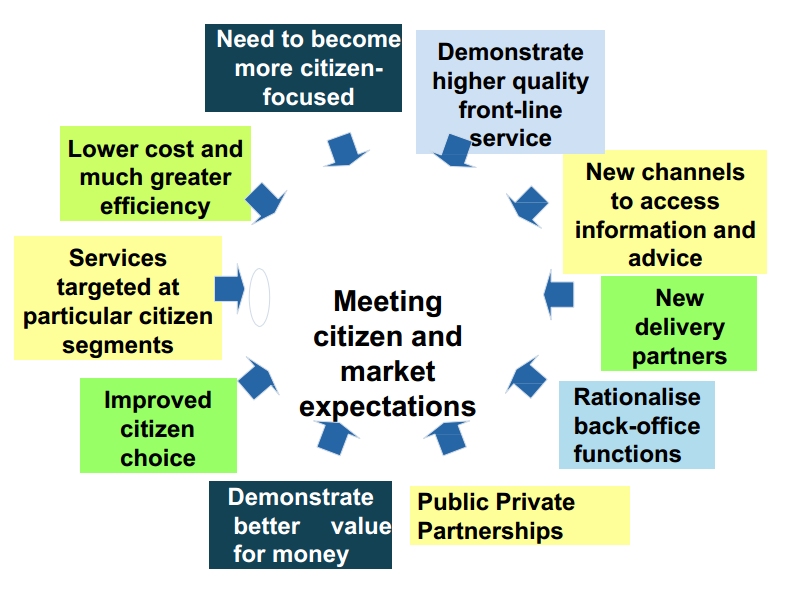 Need to become
more citizen-
focused
Demonstrate
higher quality
front-line
service
Lower cost and
much greater
efficiency
New channels
to access
information and
advice
Services
targeted at
particular citizen
segments
Meeting
citizen and
market
expectations
New
delivery
partners
Improved
citizen
choice
Rationalise
back-office
functions
Demonstrate
better value
for money
Public Private
Partnerships